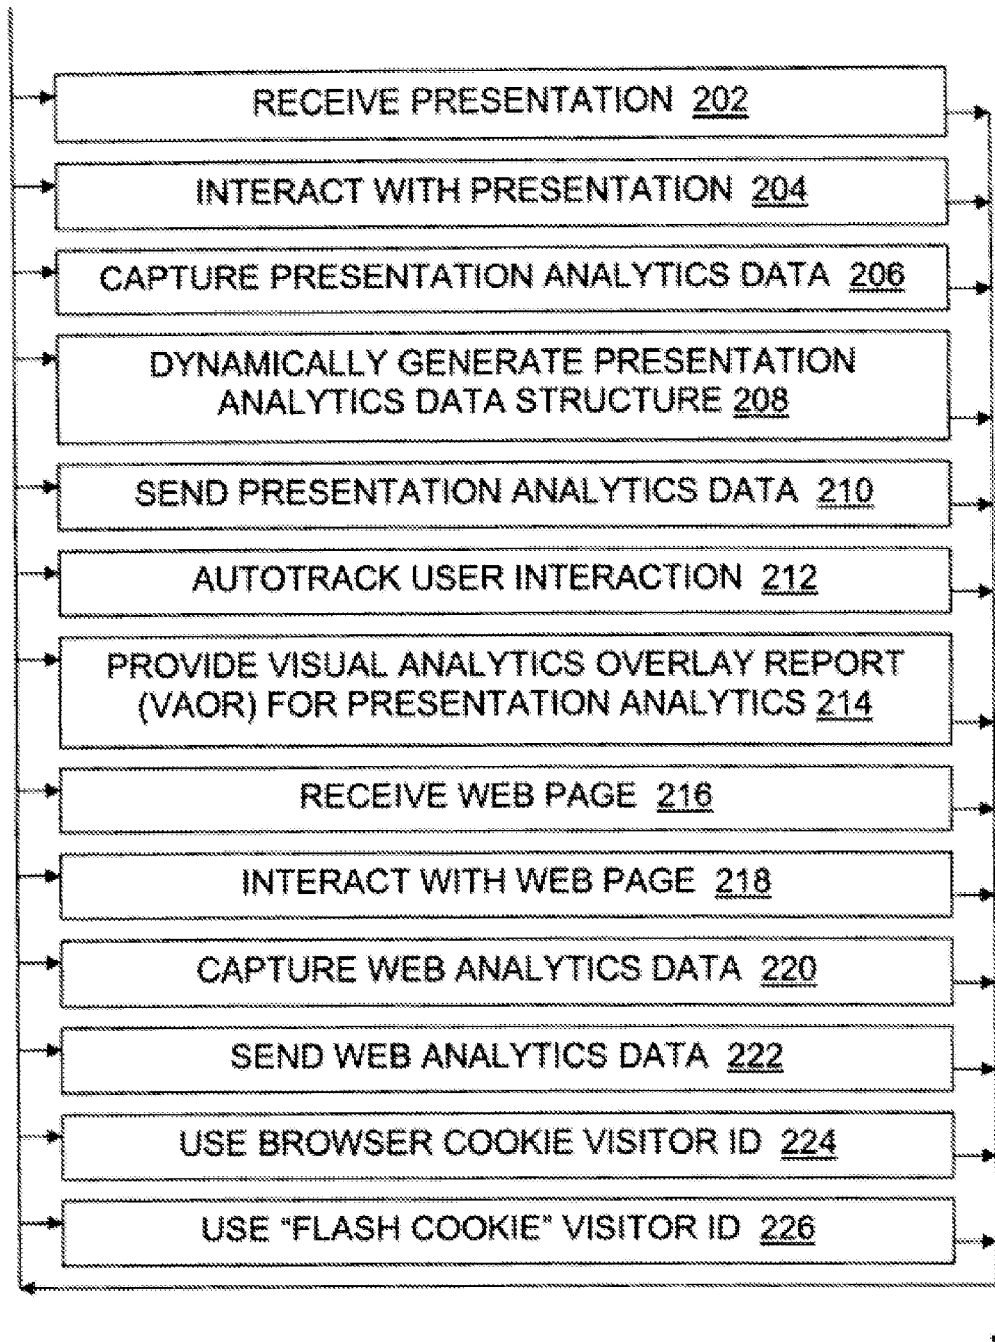 RECEIVE PRESENTATION 202
INTERACT WITH PRESENTATION 204
CAPTURE PRESENTATION ANALYTICS DATA 206
DYNAMICALLY GENERATE PRESENTATION
ANALYTICS DATA STRUCTURE 208
SEND PRESENTATION ANALYTICS DATA 210
AUTOTRACK USER INTERACTION 212
PROVIDE VISUAL ANALYTICS OVERLAY REPORT
(VAOR) FOR PRESENTATION ANALYTICS 214
RECEIVE WEB PAGE 216
INTERACT WITH WEB PAGE 218
CAPTURE WEB ANALYTICS DATA 220
SEND WEB ANALYTICS DATA 222
USE BROWSER COOKIE VISITOR ID 224
USE “FLASH COOKIE” VISITOR ID 226